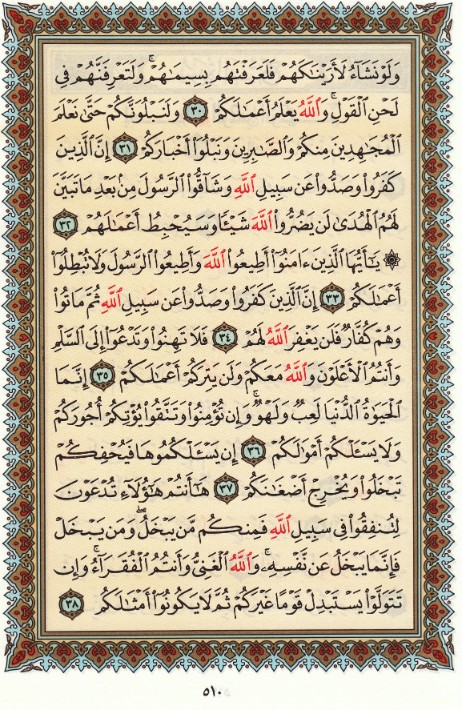 وَلَوْ نَشَآءُ لَأَرَيْنَـٰكَهُمْ فَلَعَرَفْتَهُم بِسِيمَـٰهُمْ ۚ وَلَتَعْرِفَنَّهُمْ فِى
لَحْنِ ٱلْقَوْلِ ۚ وَٱللَّهُ يَعْلَمُ أَعْمَـٰلَكُمْ ٣٠ وَلَنَبْلُوَنَّكُمْ حَتَّىٰ نَعْلَمَ
ٱلْمُجَـٰهِدِينَ مِنكُمْ وَٱلصَّـٰبِرِينَ وَنَبْلُوَا۟ أَخْبَارَكُمْ ٣١ إِنَّ ٱلَّذِينَ
كَفَرُوا۟ وَصَدُّوا۟ عَن سَبِيلِ ٱللَّهِ وَشَآقُّوا۟ ٱلرَّسُولَ مِنۢ بَعْدِ مَا تَبَيَّنَ
لَهُمُ ٱلْهُدَىٰ لَن يَضُرُّوا۟ ٱللَّهَ شَيْـًٔا وَسَيُحْبِطُ أَعْمَـٰلَهُمْ ٣٢
۞ يَـٰٓأَيُّهَا ٱلَّذِينَ ءَامَنُوٓا۟ أَطِيعُوا۟ ٱللَّهَ وَأَطِيعُوا۟ ٱلرَّسُولَ وَلَا تُبْطِلُوٓا۟
أَعْمَـٰلَكُمْ ٣٣ إِنَّ ٱلَّذِينَ كَفَرُوا۟ وَصَدُّوا۟ عَن سَبِيلِ ٱللَّهِ ثُمَّ مَاتُوا۟
وَهُمْ كُفَّارٌ فَلَن يَغْفِرَ ٱللَّهُ لَهُمْ ٣٤ فَلَا تَهِنُوا۟ وَتَدْعُوٓا۟ إِلَى ٱلسَّلْمِ
وَأَنتُمُ ٱلْأَعْلَوْنَ وَٱللَّهُ مَعَكُمْ وَلَن يَتِرَكُمْ أَعْمَـٰلَكُمْ ٣٥ إِنَّمَا
ٱلْحَيَوٰةُ ٱلدُّنْيَا لَعِبٌ وَلَهْوٌ ۚ وَإِن تُؤْمِنُوا۟ وَتَتَّقُوا۟ يُؤْتِكُمْ أُجُورَكُمْ
وَلَا يَسْـَٔلْكُمْ أَمْوَٰلَكُمْ ٣٦ إِن يَسْـَٔلْكُمُوهَا فَيُحْفِكُمْ
تَبْخَلُوا۟ وَيُخْرِجْ أَضْغَـٰنَكُمْ ٣٧ هَـٰٓأَنتُمْ هَـٰٓؤُلَآءِ تُدْعَوْنَ
لِتُنفِقُوا۟ فِى سَبِيلِ ٱللَّهِ فَمِنكُم مَّن يَبْخَلُ ۖ وَمَن يَبْخَلْ
فَإِنَّمَا يَبْخَلُ عَن نَّفْسِهِۦ ۚ وَٱللَّهُ ٱلْغَنِىُّ وَأَنتُمُ ٱلْفُقَرَآءُ ۚ وَإِن
تَتَوَلَّوْا۟ يَسْتَبْدِلْ قَوْمًا غَيْرَكُمْ ثُمَّ لَا يَكُونُوٓا۟ أَمْثَـٰلَكُم ٣٨
٥١٠